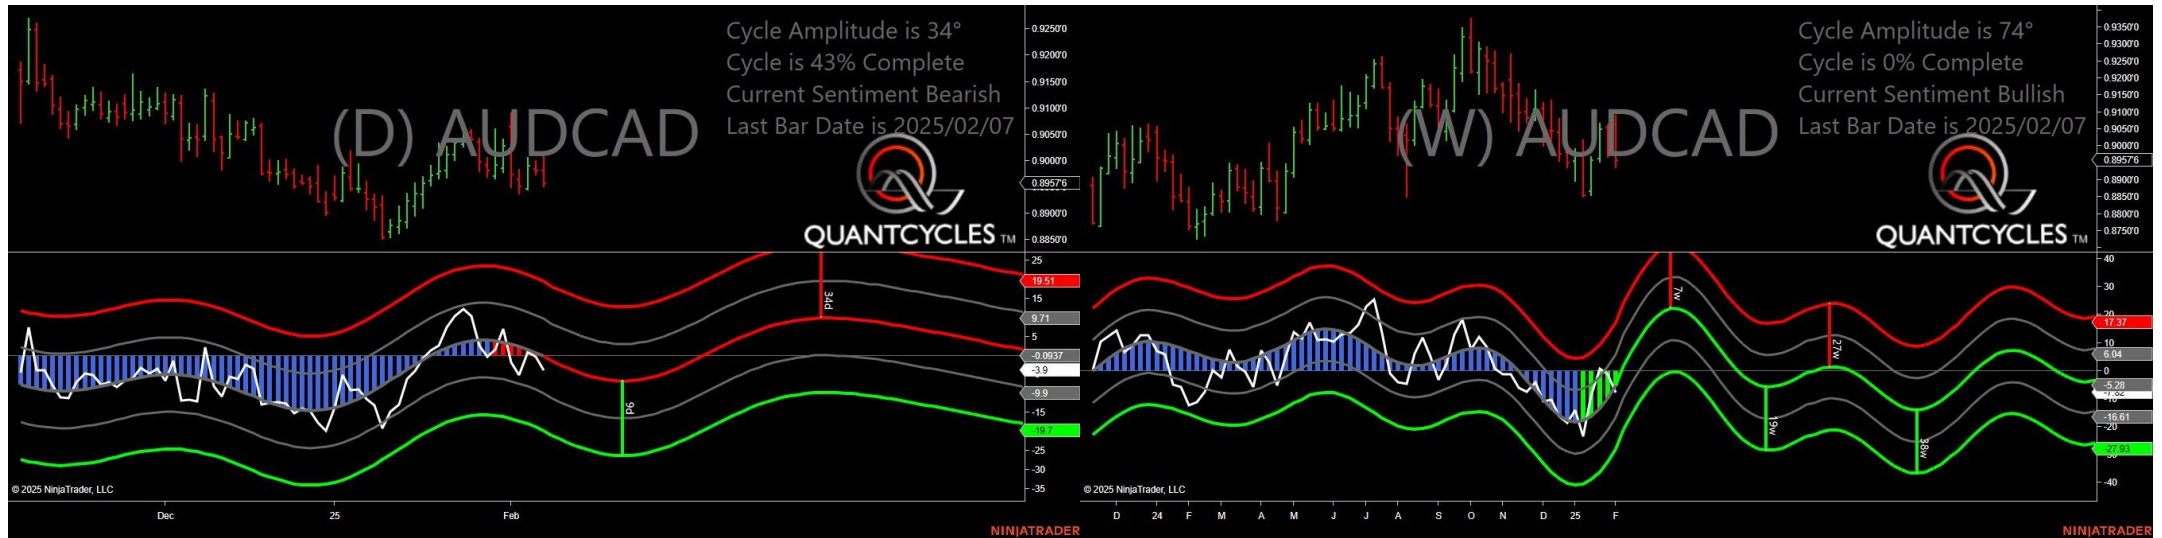 Cycle Amplitude is 34°
Cycle is 43% Complete
Current Sentiment Bearish
Last Bar Date is 2025/02/07
(D) AUDCAD
QUANTCYCLES TM
0.9250'0
0.9200'0
0.9150'0
0.9100'0
0.9050'0
0.9000'0
0.8957'6
0.8900'0
0.8850'0
25
19.51
15
9.71
5
-0.0937
-3.9
-9.9
-15
-19.7
-25
-30
-35
34d
9d
© 2025 NinjaTrader, LLC
Dec
25
Feb
NINJATRADER
Cycle Amplitude is 74°
Cycle is 0% Complete
Current Sentiment Bullish
Last Bar Date is 2025/02/07
(W) AUDCAD
QUANTCYCLES TM
0.9350'0
0.9300'0
0.9250'0
0.9200'0
0.9150'0
0.9100'0
0.9050'0
0.9000'0
0.8957'6
0.8900'0
0.8850'0
0.8800'0
0.8750'0
40
30
17.37
6.04
0
-5.28
-16.61
-20
-27.93
-40
7w
27w
19w
38w
© 2025 NinjaTrader, LLC
D
24
F
M
A
M
J
J
A
S
O
N
D
25
F
NINJATRADER